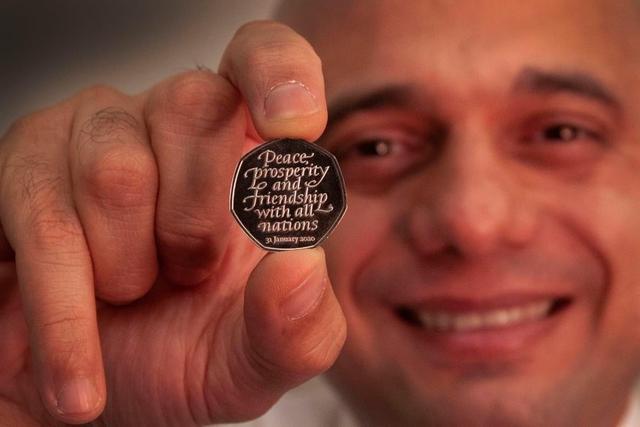 Peace,
prosperity
and
friendship
with all
nations
31 January 2020